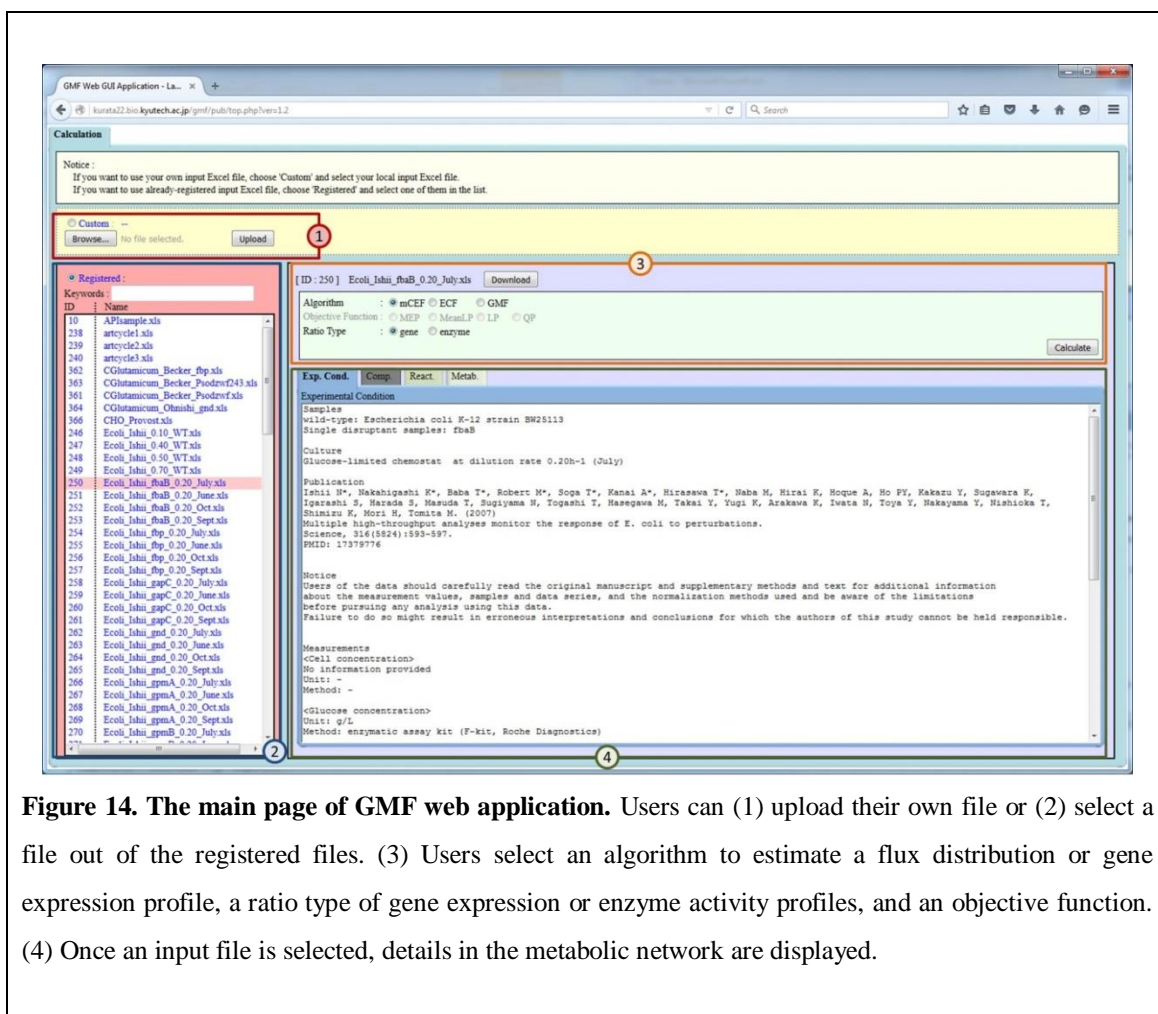 GMF Web GUI Application - La... × +
kurata22.bio.kyutech.ac.jp/gmf/pub/top.php?ver=1.2
Search
Calculation
Notice :
If you want to use your own input Excel file, choose 'Custom' and select your local input Excel file.
If you want to use already-registered input Excel file, choose 'Registered' and select one of them in the list.
Custom : --
Browse... No file selected. Upload
1
Registered :
Keywords :
ID Name
10 APIsample.xls
238 artcycle1.xls
239 artcycle2.xls
240 artcycle3.xls
362 CGlutamicum_Becker_fbp.xls
363 CGlutamicum_Becker_Psodzwf243.xls
361 CGlutamicum_Becker_Psodzwf.xls
364 CGlutamicum_Ohnishi_gnd.xls
366 CHO_Provost.xls
246 Ecoli_Ishii_0.10_WT.xls
247 Ecoli_Ishii_0.40_WT.xls
248 Ecoli_Ishii_0.50_WT.xls
249 Ecoli_Ishii_0.70_WT.xls
250 Ecoli_Ishii_fbaB_0.20_July.xls
251 Ecoli_Ishii_fbaB_0.20_June.xls
252 Ecoli_Ishii_fbaB_0.20_Oct.xls
253 Ecoli_Ishii_fbaB_0.20_Sept.xls
254 Ecoli_Ishii_fbp_0.20_July.xls
255 Ecoli_Ishii_fbp_0.20_June.xls
256 Ecoli_Ishii_fbp_0.20_Oct.xls
257 Ecoli_Ishii_fbp_0.20_Sept.xls
258 Ecoli_Ishii_gapC_0.20_July.xls
259 Ecoli_Ishii_gapC_0.20_June.xls
260 Ecoli_Ishii_gapC_0.20_Oct.xls
261 Ecoli_Ishii_gapC_0.20_Sept.xls
262 Ecoli_Ishii_gnd_0.20_July.xls
263 Ecoli_Ishii_gnd_0.20_June.xls
264 Ecoli_Ishii_gnd_0.20_Oct.xls
265 Ecoli_Ishii_gnd_0.20_Sept.xls
266 Ecoli_Ishii_gpmA_0.20_July.xls
267 Ecoli_Ishii_gpmA_0.20_June.xls
268 Ecoli_Ishii_gpmA_0.20_Oct.xls
269 Ecoli_Ishii_gpmA_0.20_Sept.xls
270 Ecoli_Ishii_gpmB_0.20_July.xls
2
3
[ ID : 250 ] Ecoli_Ishii_fbaB_0.20_July.xls Download
Algorithm : mCEF ECF GMF
Objective Function : MEP MeanLP LP QP
Ratio Type : gene enzyme
Calculate
Exp. Cond. Comp. React. Metab.
Experimental Condition
Samples
wild-type: Escherichia coli K-12 strain BW25113
Single disruptant samples: fbaB
Culture
Glucose-limited chemostat at dilution rate 0.20h-1 (July)
Publication
Ishii N*, Nakahigashi K*, Baba T*, Robert M*, Soga T*, Kanai A*, Hirasawa T*, Naba M, Hirai K, Hoque A, Ho PY, Kakazu Y, Sugawara K,
Igarashi S, Harada S, Masuda T, Sugiyama N, Togashi T, Hasegawa M, Takai Y, Yugi K, Arakawa K, Iwata N, Toya Y, Nakayama Y, Nishioka T,
Shimizu K, Mori H, Tomita M. (2007)
Multiple high-throughput analyses monitor the response of E. coli to perturbations.
Science, 316(5824):593-597.
PMID: 17379776
Notice
Users of the data should carefully read the original manuscript and supplementary methods and text for additional information
about the measurement values, samples and data series, and the normalization methods used and be aware of the limitations
before pursuing any analysis using this data.
Failure to do so might result in erroneous interpretations and conclusions for which the authors of this study cannot be held responsible.
Measurements
<Cell concentration>
No information provided
Unit: -
Method: -
<Glucose concentration>
Unit: g/L
Method: enzymatic assay kit (F-kit, Roche Diagnostics)
4
Figure 14. The main page of GMF web application. Users can (1) upload their own file or (2) select a
file out of the registered files. (3) Users select an algorithm to estimate a flux distribution or gene
expression profile, a ratio type of gene expression or enzyme activity profiles, and an objective function.
(4) Once an input file is selected, details in the metabolic network are displayed.